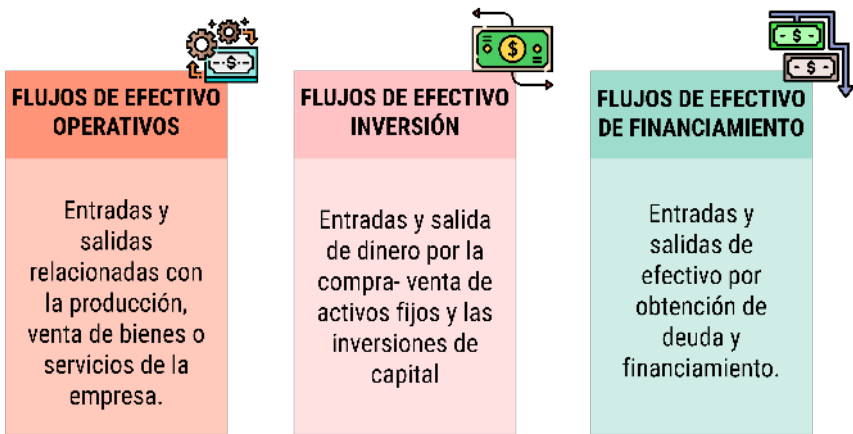 FLUJOS DE EFECTIVO
OPERATIVOS
Entradas y
salidas
relacionadas con
la producción,
venta de bienes o
servicios de la
empresa.
FLUJOS DE EFECTIVO
INVERSIÓN
Entradas y salida
de dinero por la
compra- venta de
activos fijos y las
inversiones de
capital
FLUJOS DE EFECTIVO
DE FINANCIAMIENTO
Entradas y
salidas de
efectivo por
obtención de
deuda y
financiamiento.